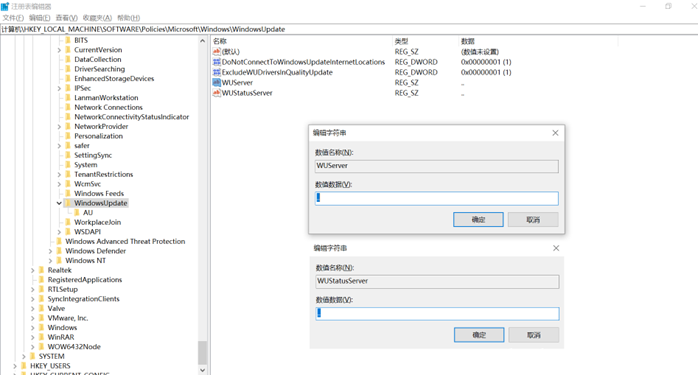 注册表编辑器
文件(F) 编辑(E) 查看(V) 收藏夹(A) 帮助(H)
计算机\HKEY_LOCAL_MACHINE\SOFTWARE\Policies\Microsoft\Windows\WindowsUpdate
BITS
CurrentVersion
DataCollection
DriverSearching
EnhancedStorageDevices
IPSec
LanmanWorkstation
Network Connections
NetworkConnectivityStatusIndicator
NetworkProvider
Personalization
safer
SettingSync
System
TenantRestrictions
WcmSvc
Windows Feeds
WindowsUpdate
AU
WorkplaceJoin
WSDAPI
Windows Advanced Threat Protection
Windows Defender
Windows NT
Realtek
RegisteredApplications
RTLSetup
SyncIntegrationClients
Valve
VMware, Inc.
Windows
WinRAR
WOW6432Node
SYSTEM
HKEY_USERS
HKEY_CURRENT_CONFIG
名称 类型 数据
(默认) REG_SZ (数值未设置)
DoNotConnectToWindowsUpdateInternetLocations REG_DWORD 0x00000001 (1)
ExcludeWUDriversInQualityUpdate REG_DWORD 0x00000001 (1)
WUServer REG_SZ
WUStatusServer REG_SZ
编辑字符串
数值名称(N):
WUServer
数值数据(V):
确定 取消
编辑字符串
数值名称(N):
WUStatusServer
数值数据(V):
确定 取消